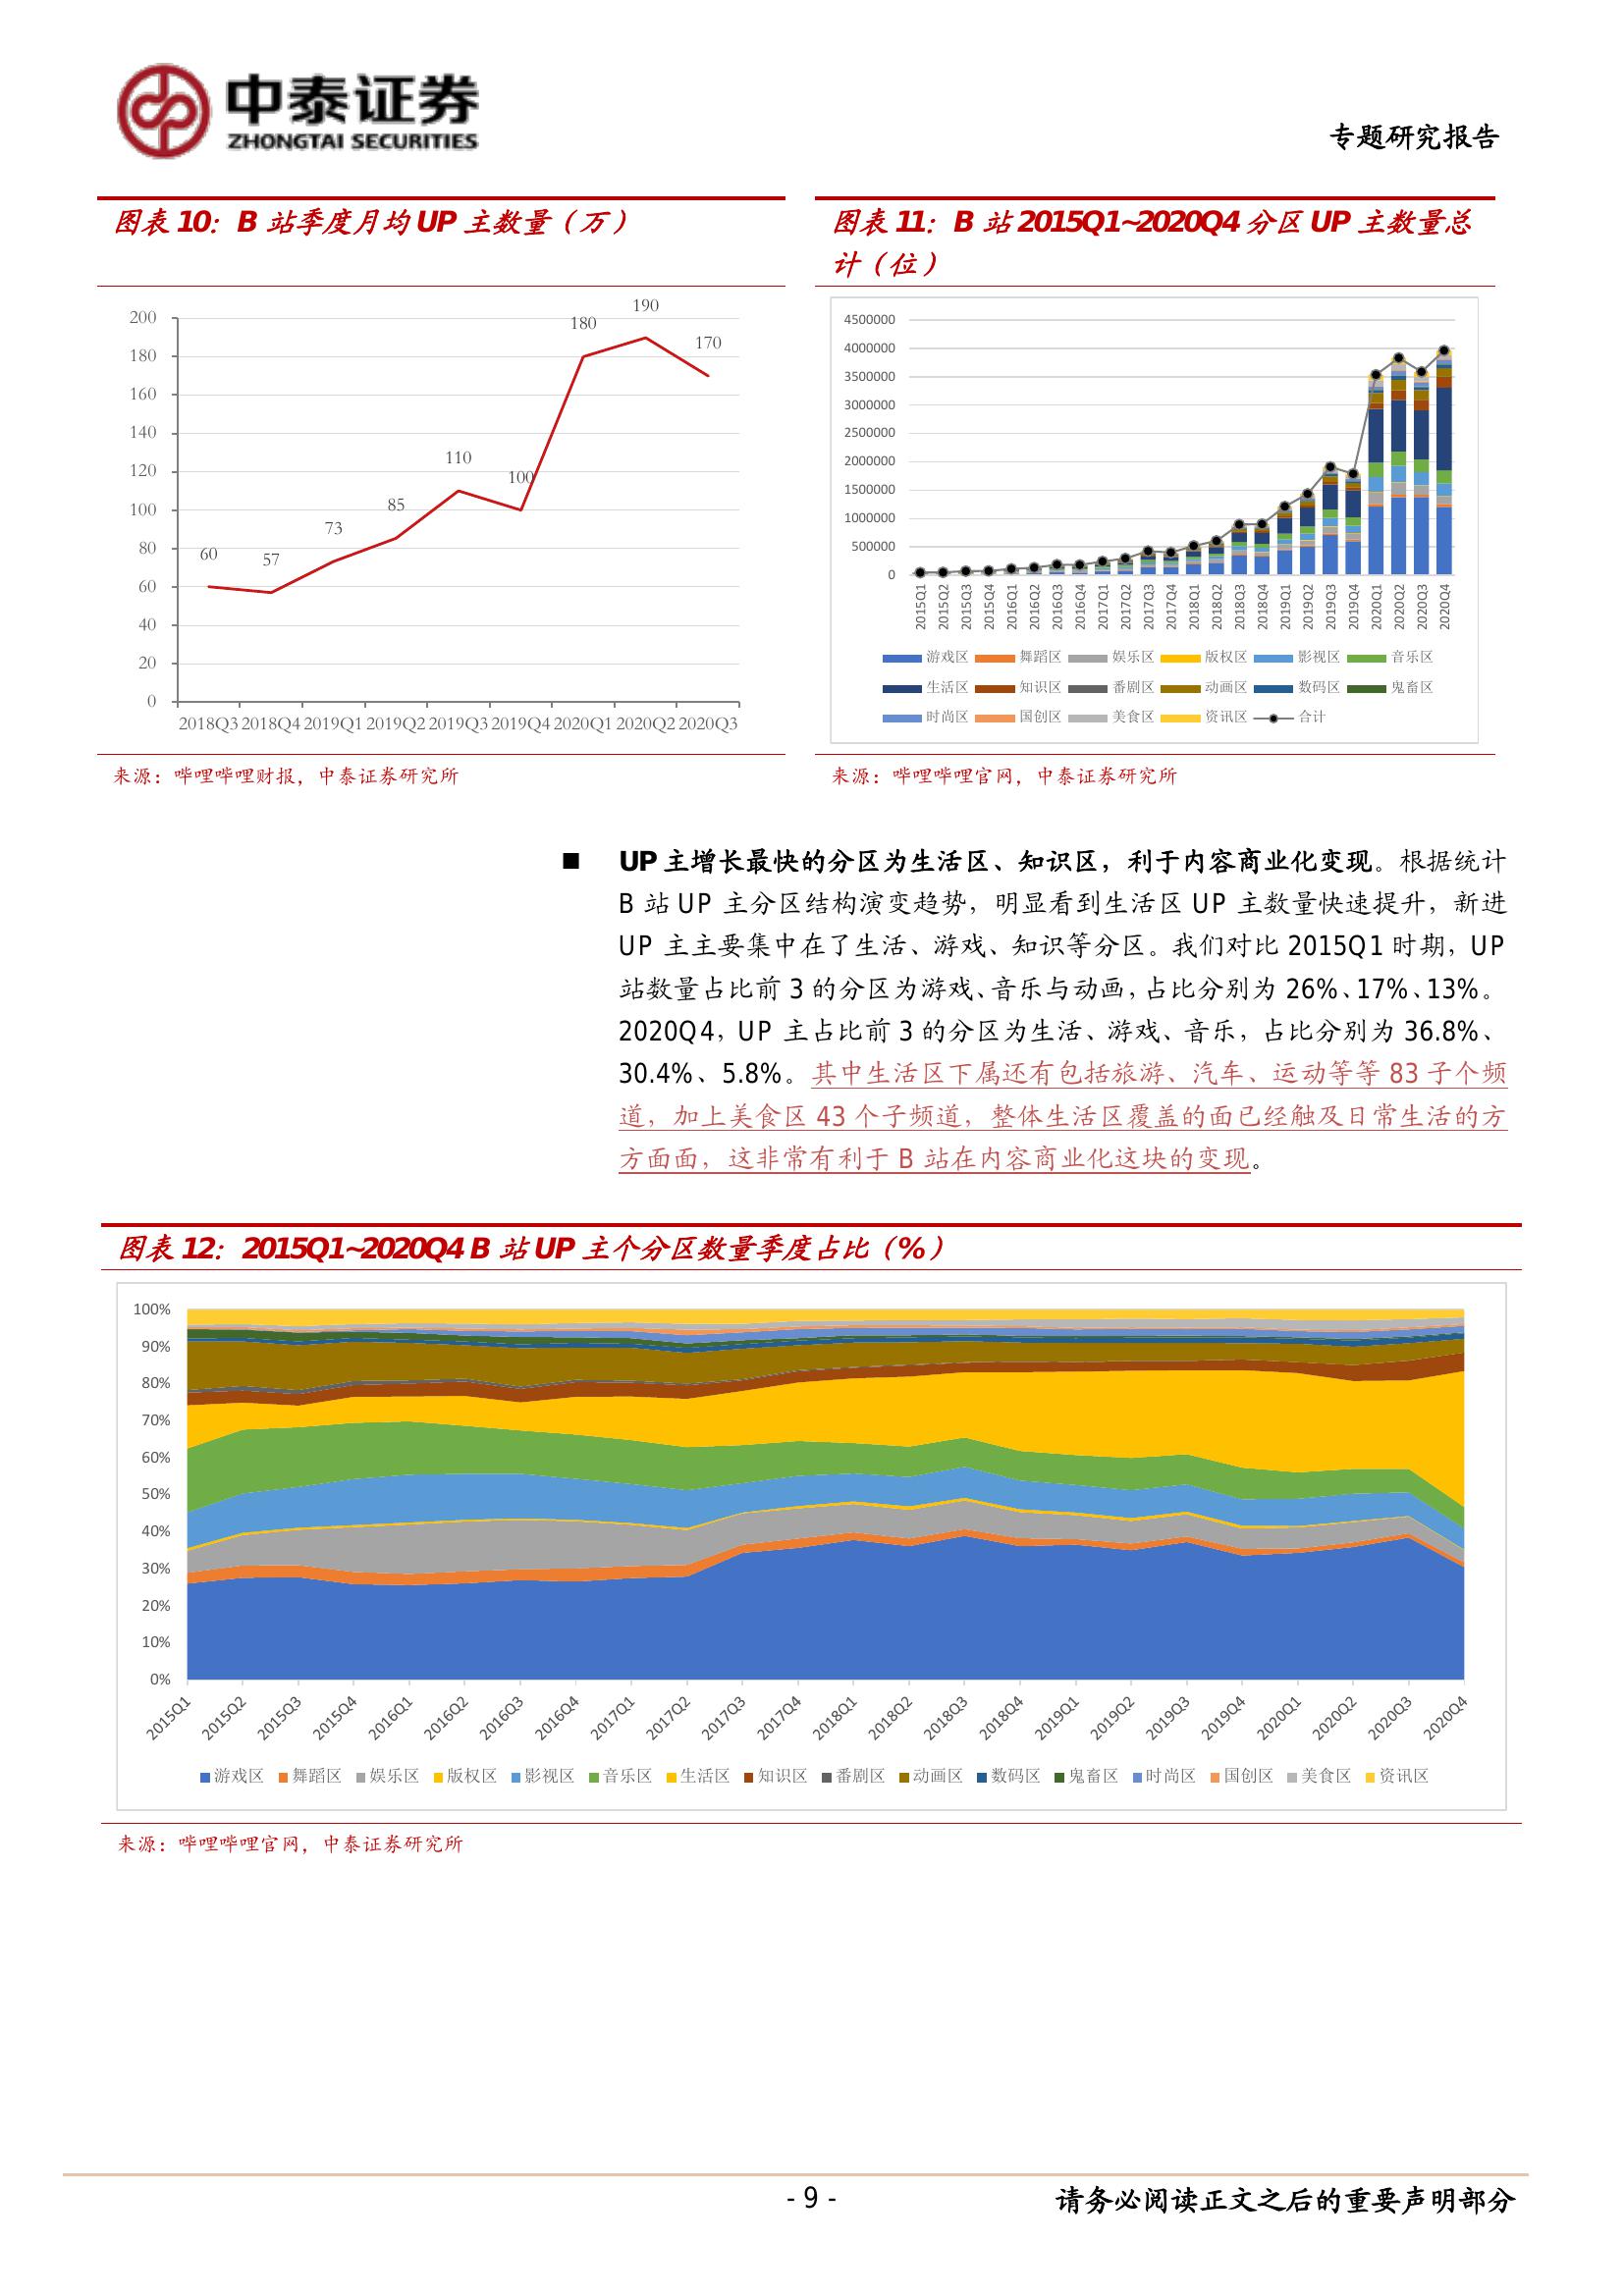 中泰证券
ZHONGTAI SECURITIES
专题研究报告
图表 10：B 站季度月均 UP 主数量（万）
200
180
160
140
120
100
80
60
40
20
0
60
57
73
85
110
100
180
190
170
2018Q3 2018Q4 2019Q1 2019Q2 2019Q3 2019Q4 2020Q1 2020Q2 2020Q3
来源：哔哩哔哩财报，中泰证券研究所
图表 11：B 站 2015Q1~2020Q4 分区 UP 主数量总
计（位）
4500000
4000000
3500000
3000000
2500000
2000000
1500000
1000000
500000
0
2015Q1 2015Q2 2015Q3 2015Q4 2016Q1 2016Q2 2016Q3 2016Q4 2017Q1 2017Q2 2017Q3 2017Q4 2018Q1 2018Q2 2018Q3 2018Q4 2019Q1 2019Q2 2019Q3 2019Q4 2020Q1 2020Q2 2020Q3 2020Q4
游戏区 舞蹈区 娱乐区 版权区 影视区 音乐区
生活区 知识区 番剧区 动画区 数码区 鬼畜区
时尚区 国创区 美食区 资讯区 合计
来源：哔哩哔哩官网，中泰证券研究所
■ UP 主增长最快的分区为生活区、知识区，利于内容商业化变现。根据统计
B 站 UP 主分区结构演变趋势，明显看到生活区 UP 主数量快速提升，新进
UP 主主要集中在了生活、游戏、知识等分区。我们对比 2015Q1 时期，UP
站数量占比前 3 的分区为游戏、音乐与动画，占比分别为 26%、17%、13%。
2020Q4，UP 主占比前 3 的分区为生活、游戏、音乐，占比分别为 36.8%、
30.4%、5.8%。其中生活区下属还有包括旅游、汽车、运动等等 83 子个频
道，加上美食区 43 个子频道，整体生活区覆盖的面已经触及日常生活的方
方面面，这非常有利于 B 站在内容商业化这块的变现。
图表 12：2015Q1~2020Q4 B 站 UP 主个分区数量季度占比（%）
100%
90%
80%
70%
60%
50%
40%
30%
20%
10%
0%
2015Q1 2015Q2 2015Q3 2015Q4 2016Q1 2016Q2 2016Q3 2016Q4 2017Q1 2017Q2 2017Q3 2017Q4 2018Q1 2018Q2 2018Q3 2018Q4 2019Q1 2019Q2 2019Q3 2019Q4 2020Q1 2020Q2 2020Q3 2020Q4
游戏区 舞蹈区 娱乐区 版权区 影视区 音乐区 生活区 知识区 番剧区 动画区 数码区 鬼畜区 时尚区 国创区 美食区 资讯区
来源：哔哩哔哩官网，中泰证券研究所
- 9 -
请务必阅读正文之后的重要声明部分